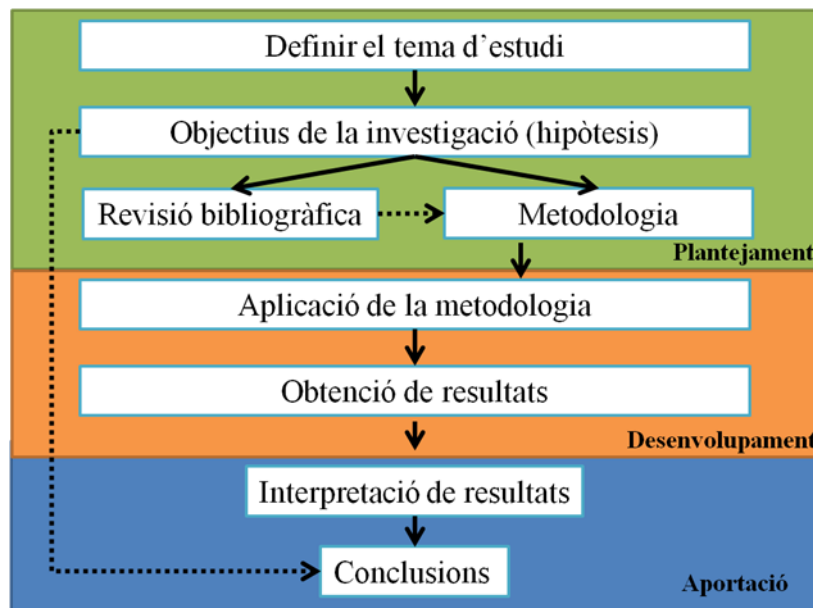 Definir el tema d’estudi
Objectius de la investigació (hipòtesis)
Revisió bibliogràfica
Metodologia
Plantejament
Aplicació de la metodologia
Obtenció de resultats
Desenvolupament
Interpretació de resultats
Conclusions
Aportació